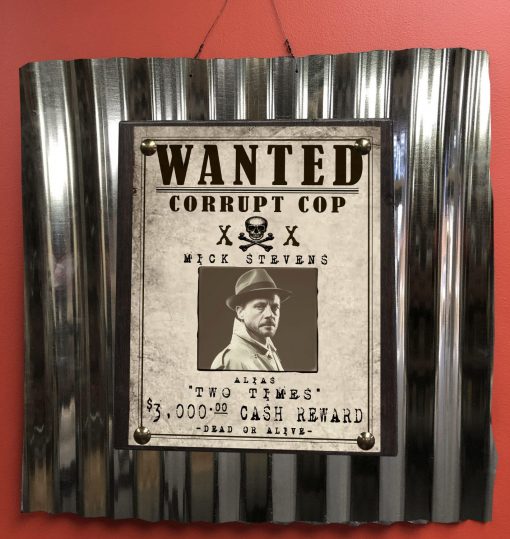 WANTED
CORRUPT COP
X X
MICK STEVENS
ALIAS
"TWO TIMES"
$3,000.00 CASH REWARD
-DEAD OR ALIVE-